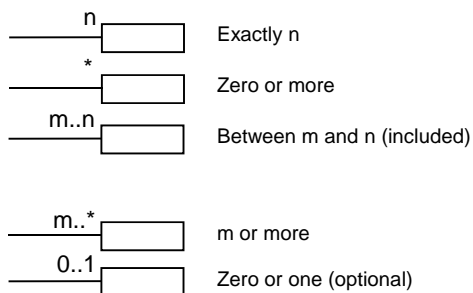 n Exactly n
* Zero or more
m..n Between m and n (included)
m..* m or more
0..1 Zero or one (optional)